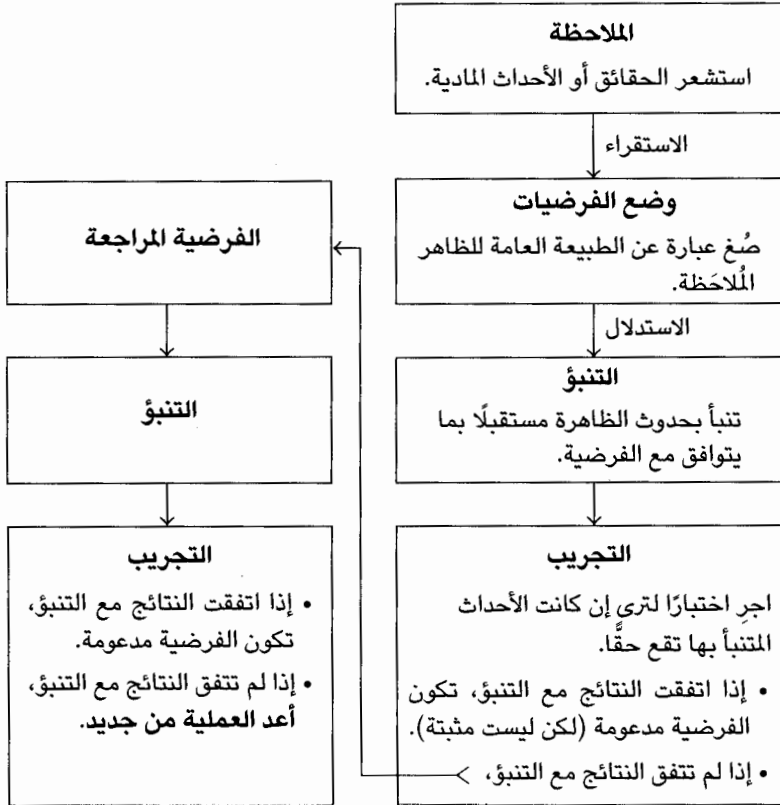 الملاحظة
استشعر الحقائق أو الأحداث المادية.
الاستقراء
وضع الفرضيات
صُغ عبارة عن الطبيعة العامة للظاهر
المُلاحَظة.
الاستدلال
التنبؤ
تنبأ بحدوث الظاهرة مستقبلًا بما
يتوافق مع الفرضية.
التجريب
اجرِ اختبارًا لترى إن كانت الأحداث
المتنبأ بها تقع حقًّا.
• إذا اتفقت النتائج مع التنبؤ، تكون
الفرضية مدعومة (لكن ليست مثبتة).
• إذا لم تتفق النتائج مع التنبؤ،
الفرضية المراجعة
التنبؤ
التجريب
• إذا اتفقت النتائج مع التنبؤ،
تكون الفرضية مدعومة.
• إذا لم تتفق النتائج مع التنبؤ،
أعد العملية من جديد.